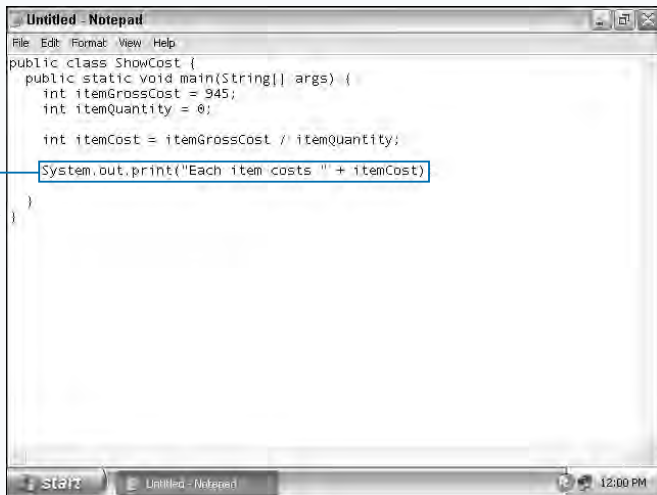 Untitled - Notepad
File Edit Format View Help
public class ShowCost {
  public static void main(String[] args) {
    int itemGrossCost = 945;
    int itemQuantity = 0;

    int itemCost = itemGrossCost / itemQuantity;

    System.out.print("Each item costs " + itemCost)

  }
}
start Untitled - Notepad 12:00 PM